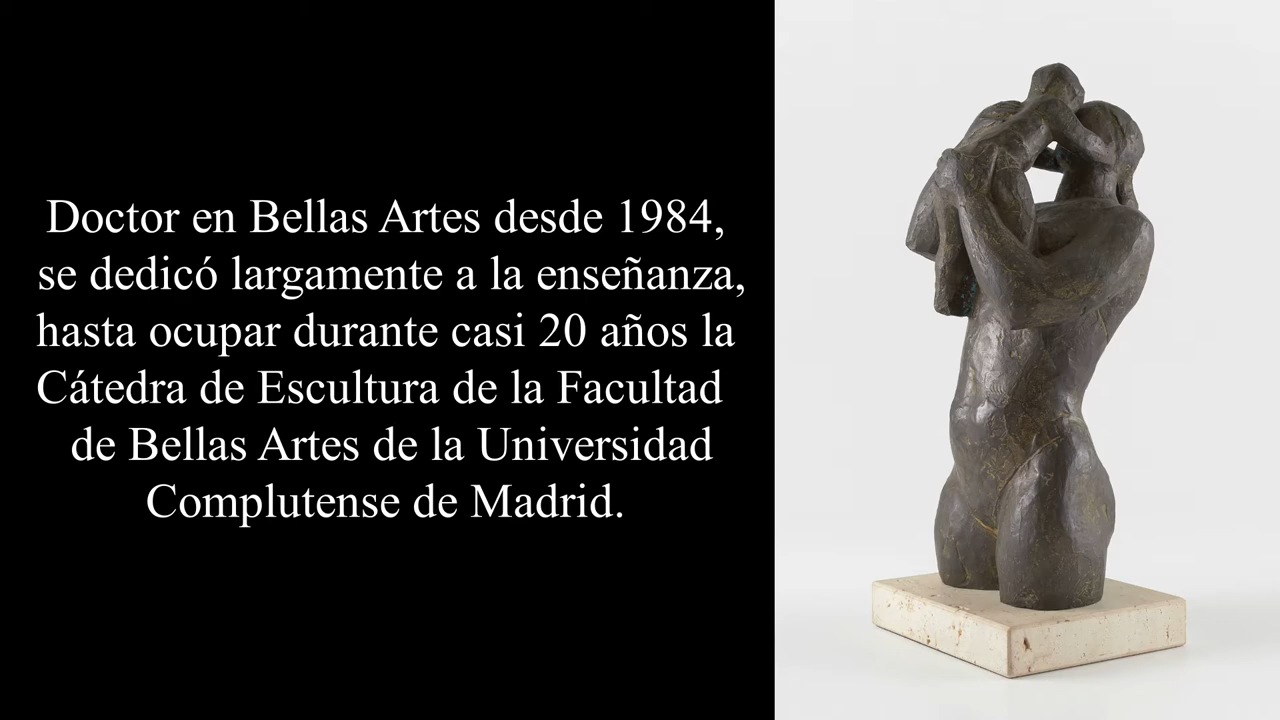 Doctor en Bellas Artes desde 1984,
se dedicó largamente a la enseñanza,
hasta ocupar durante casi 20 años la
Cátedra de Escultura de la Facultad
de Bellas Artes de la Universidad
Complutense de Madrid.